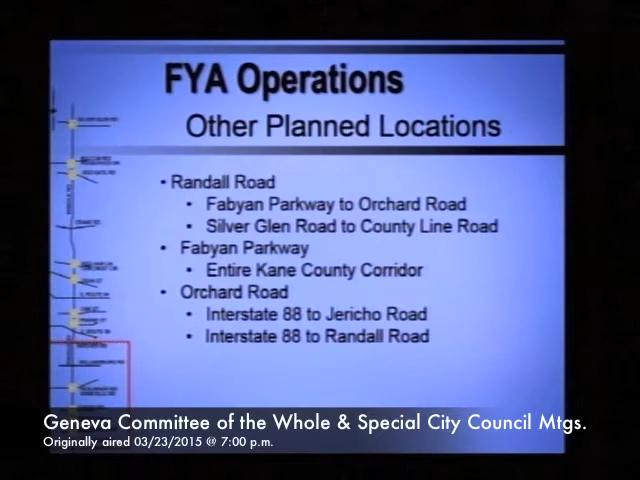 FYA Operations
Other Planned Locations
• Randall Road
• Fabyan Parkway to Orchard Road
• Silver Glen Road to County Line Road
• Fabyan Parkway
• Entire Kane County Corridor
• Orchard Road
• Interstate 88 to Jericho Road
• Interstate 88 to Randall Road
Geneva Committee of the Whole & Special City Council Mtgs.
Originally aired 03/23/2015 @ 7:00 p.m.